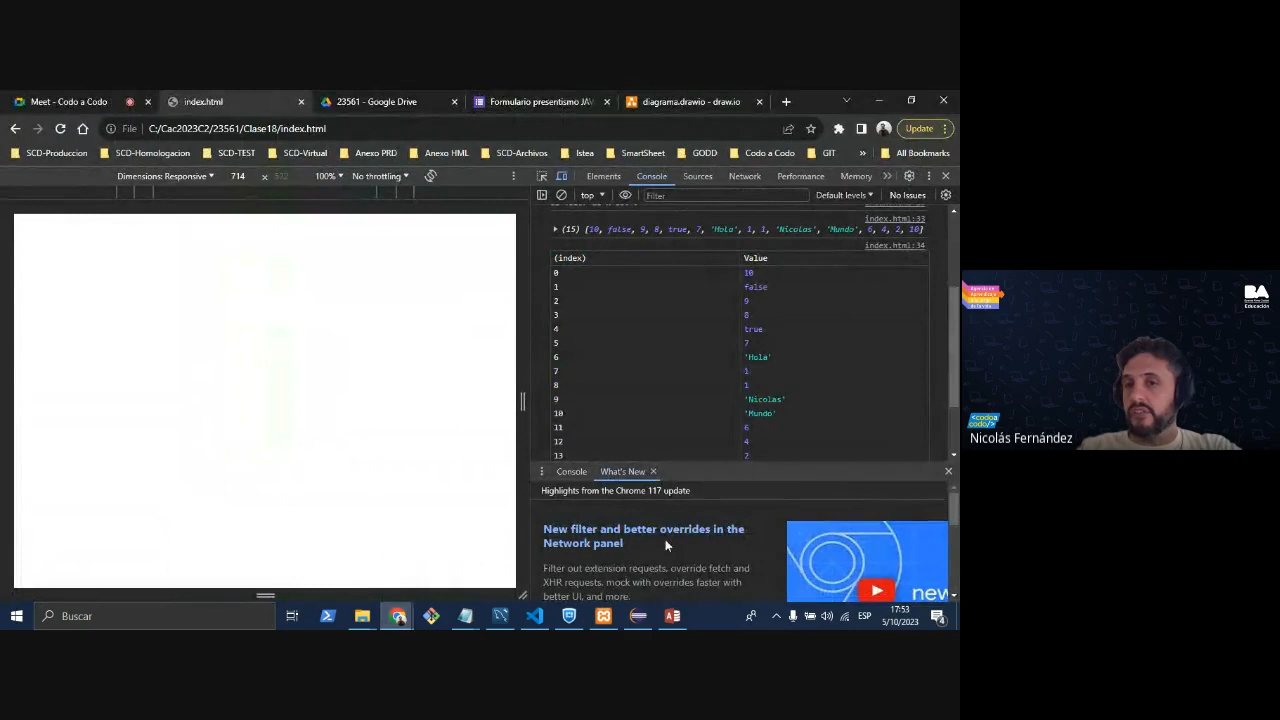 Meet - Codo a Codo
index.html
23561 - Google Drive
Formulario presentismo JAV
diagrama.drawio - draw.io
File
C:/Cac2023C2/23561/Clase18/index.html
Update
SCD-Produccion
SCD-Homologacion
SCD-TEST
SCD-Virtual
Anexo PRD
Anexo HML
SCD-Archivos
Istea
SmartSheet
GODD
Codo a Codo
GIT
»
All Bookmarks
Dimensions: Responsive
714
x
100%
No throttling
Elements
Console
Sources
Network
Performance
Memory
»
top
Filter
Default levels
No Issues
index.html:33
(15) [10, false, 9, 8, true, 7, 'Hola', 1, 1, 'Nicolas', 'Mundo', 6, 4, 2, 10]
index.html:34
(index) Value
0 10
1 false
2 9
3 8
4 true
5 7
6 'Hola'
7 1
8 1
9 'Nicolas'
10 'Mundo'
11 6
12 4
13 2
Console
What's New
Highlights from the Chrome 117 update
New filter and better overrides in the
Network panel
Filter out extension requests, override fetch and
XHR requests, mock with overrides faster with
better UI, and more.
new
Buscar
ESP
17:53
5/10/2023
4
BA
Educación
<codoa
codo/>
Nicolás Fernández